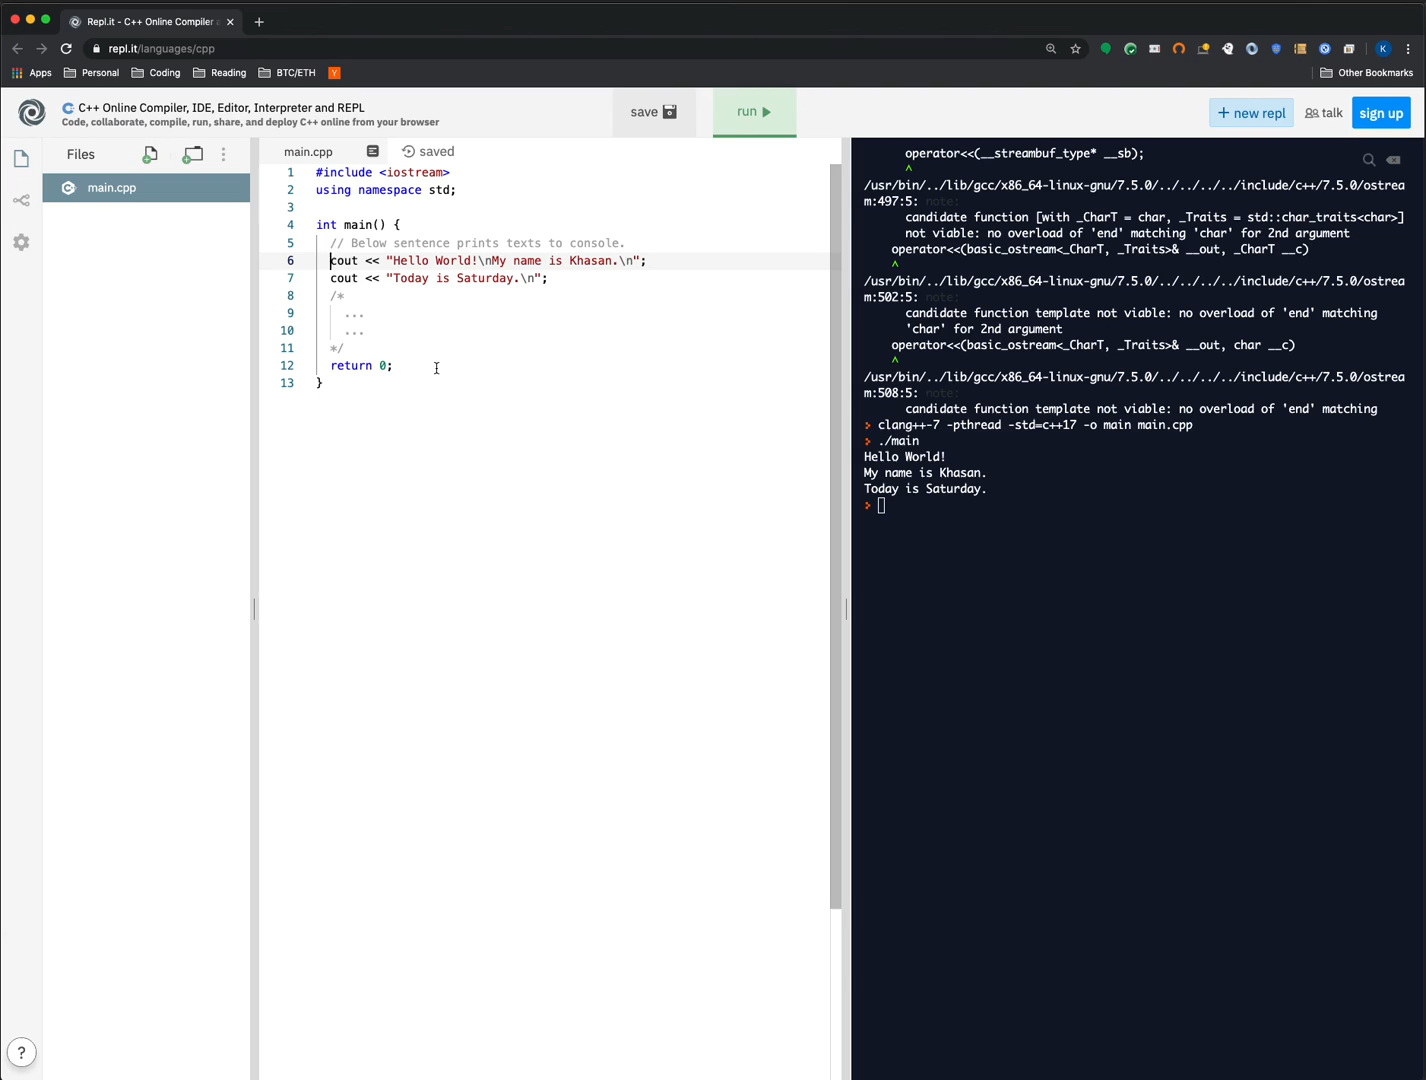 Repl.it - C++ Online Compiler
repl.it/languages/cpp
K
Apps
Personal
Coding
Reading
BTC/ETH
Y
Other Bookmarks
C++ Online Compiler, IDE, Editor, Interpreter and REPL
Code, collaborate, compile, run, share, and deploy C++ online from your browser
save
run
+ new repl
talk
sign up
Files
main.cpp
main.cpp
saved
1 #include <iostream>
2 using namespace std;
3
4 int main() {
5 // Below sentence prints texts to console.
6 cout << "Hello World!\nMy name is Khasan.\n";
7 cout << "Today is Saturday.\n";
8 /*
9 ...
10 ...
11 */
12 return 0;
13 }
operator<<(__streambuf_type* __sb);
^
/usr/bin/../lib/gcc/x86_64-linux-gnu/7.5.0/../../../../include/c++/7.5.0/ostrea
m:497:5: note:
candidate function [with _CharT = char, _Traits = std::char_traits<char>]
not viable: no overload of 'end' matching 'char' for 2nd argument
operator<<(basic_ostream<_CharT, _Traits>& __out, _CharT __c)
^
/usr/bin/../lib/gcc/x86_64-linux-gnu/7.5.0/../../../../include/c++/7.5.0/ostrea
m:502:5: note:
candidate function template not viable: no overload of 'end' matching
'char' for 2nd argument
operator<<(basic_ostream<_CharT, _Traits>& __out, char __c)
^
/usr/bin/../lib/gcc/x86_64-linux-gnu/7.5.0/../../../../include/c++/7.5.0/ostrea
m:508:5: note:
candidate function template not viable: no overload of 'end' matching
> clang++-7 -pthread -std=c++17 -o main main.cpp
> ./main
Hello World!
My name is Khasan.
Today is Saturday.
>
?